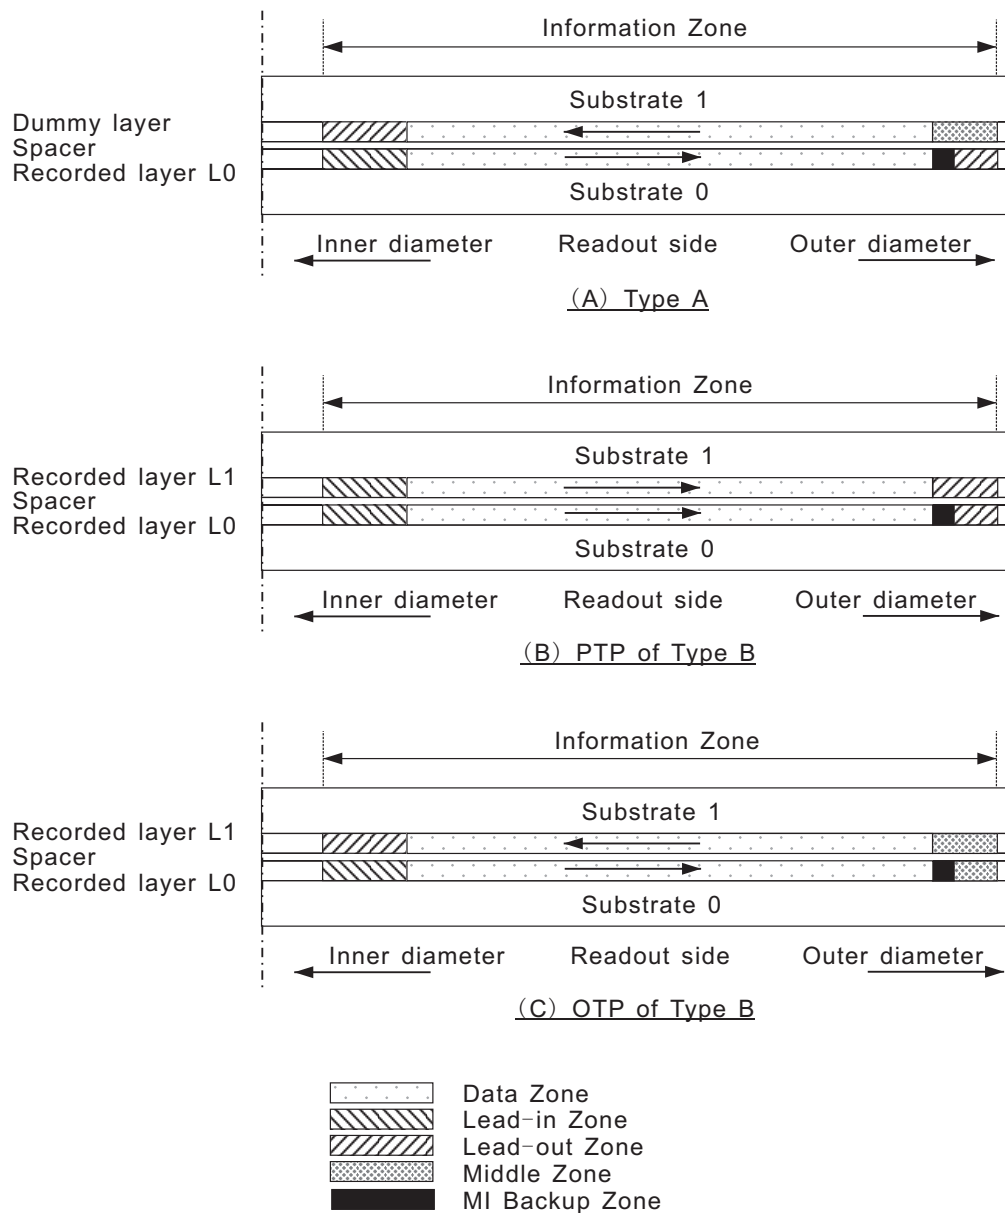 Information Zone
Substrate 1
Dummy layer
Spacer
Recorded layer L0
Substrate 0
Inner diameter Readout side Outer diameter
(A) Type A
Information Zone
Substrate 1
Recorded layer L1
Spacer
Recorded layer L0
Substrate 0
Inner diameter Readout side Outer diameter
(B) PTP of Type B
Information Zone
Substrate 1
Recorded layer L1
Spacer
Recorded layer L0
Substrate 0
Inner diameter Readout side Outer diameter
(C) OTP of Type B
Data Zone
Lead-in Zone
Lead-out Zone
Middle Zone
MI Backup Zone